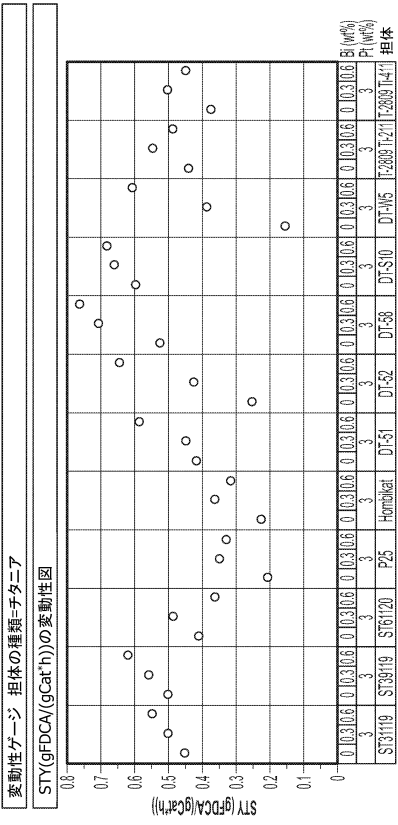 変動性ゲージ 担体の種類=チタニア
STY(gFDCA/(gCat*h))の変動性図
STY (gFDCA/(gCat*h))
0.8
0.7
0.6
0.5
0.4
0.3
0.2
0.1
0
0 0.3 0.6 0 0.3 0.6 0 0.3 0.6 0 0.3 0.6 0 0.3 0.6 0 0.3 0.6 0 0.3 0.6 0 0.3 0.6 0 0.3 0.6 0 0.3 0.6 0 0.3 0.6 0 0.3 0.6 Bi (wt%)
3 3 3 3 3 3 3 3 3 3 3 3 Pt (wt%)
ST31119 ST39119 ST61120 P25 Hombikat DT-51 DT-52 DT-58 DT-S10 DT-W5 T-2809 Ti-211 T-2809 Ti-411 担体